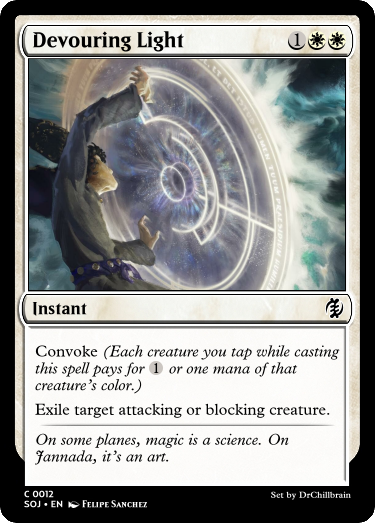 Devouring Light 1
Instant
Convoke (Each creature you tap while casting
this spell pays for 1 or one mana of that
creature's color.)
Exile target attacking or blocking creature.
On some planes, magic is a science. On
Jannada, it's an art.
C 0012
SOJ • EN Felipe Sanchez
Set by DrChillbrain